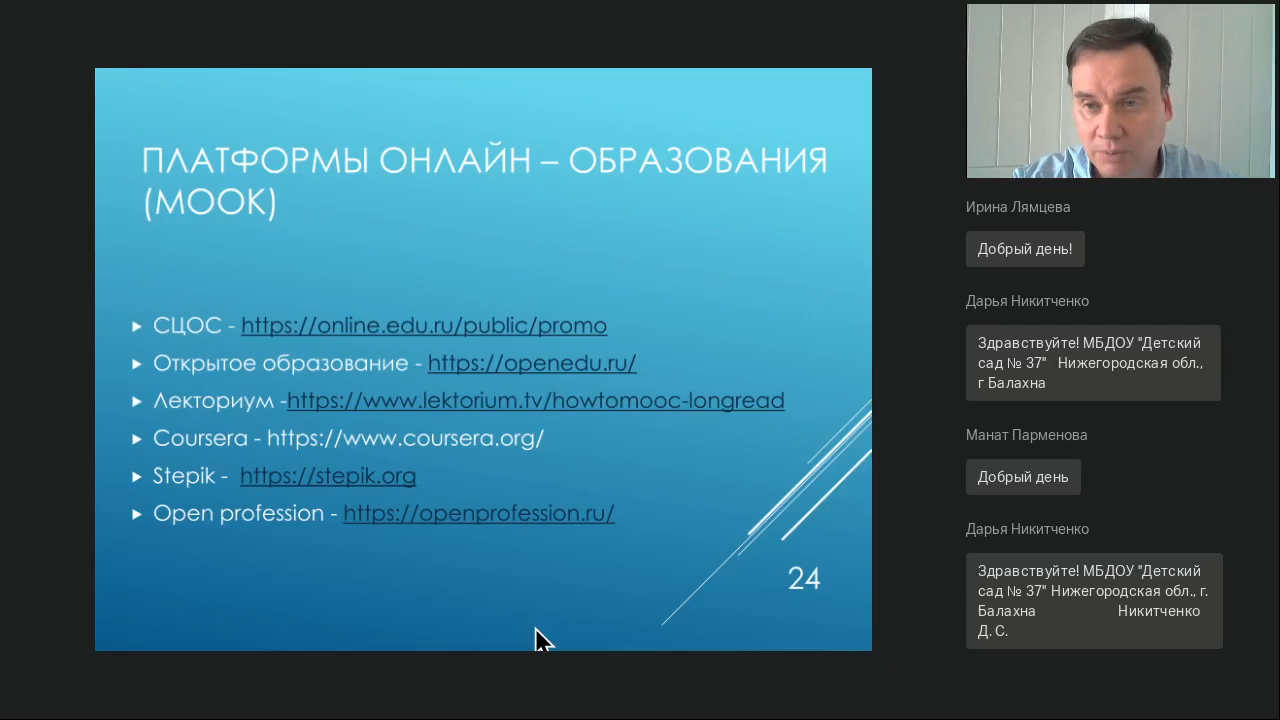 ПЛАТФОРМЫ ОНЛАЙН – ОБРАЗОВАНИЯ
(МООК)
СЦОС - https://online.edu.ru/public/promo
Открытое образование - https://openedu.ru/
Лекториум -https://www.lektorium.tv/howtomooc-longread
Coursera - https://www.coursera.org/
Stepik - https://stepik.org
Open profession - https://openprofession.ru/
24
Ирина Лямцева
Добрый день!
Дарья Никитченко
Здравствуйте! МБДОУ "Детский
сад № 37" Нижегородская обл.,
г Балахна
Манат Парменова
Добрый день
Дарья Никитченко
Здравствуйте! МБДОУ "Детский
сад № 37" Нижегородская обл., г.
Балахна Никитченко
Д. С.